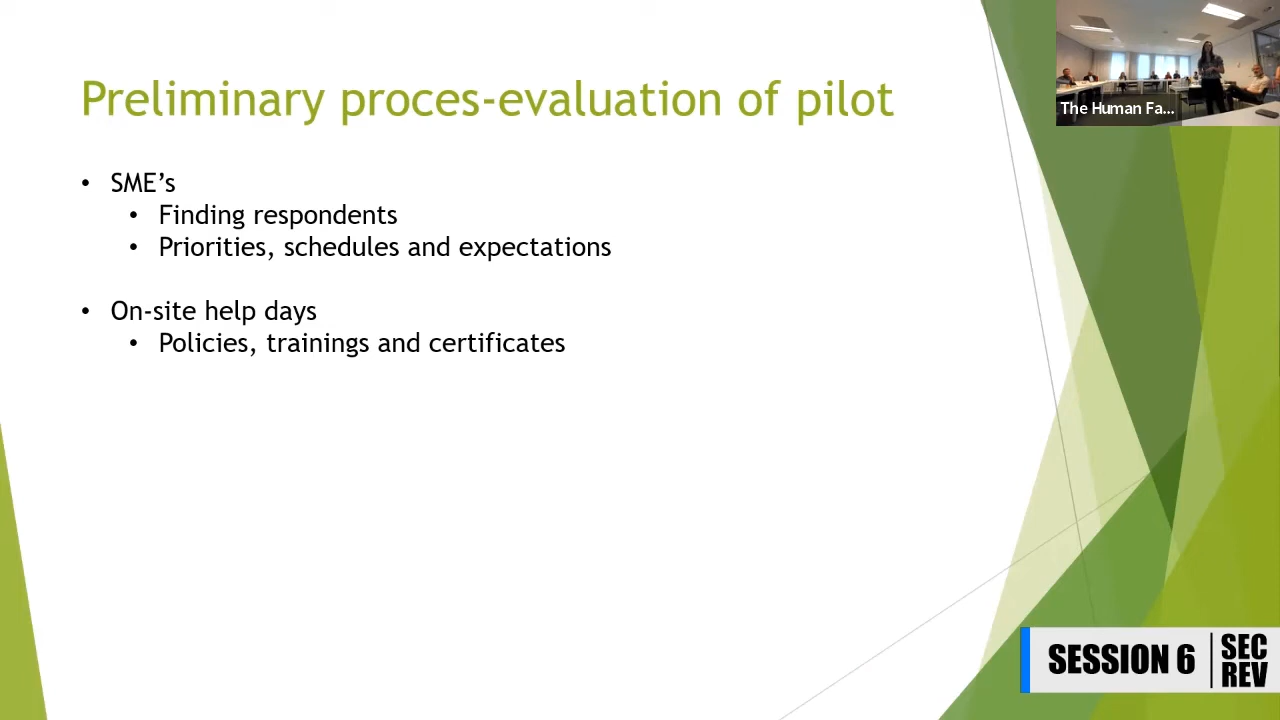 Preliminary proces-evaluation of pilot
The Human Fa...
• SME’s
• Finding respondents
• Priorities, schedules and expectations
• On-site help days
• Policies, trainings and certificates
SESSION 6
SEC
REV